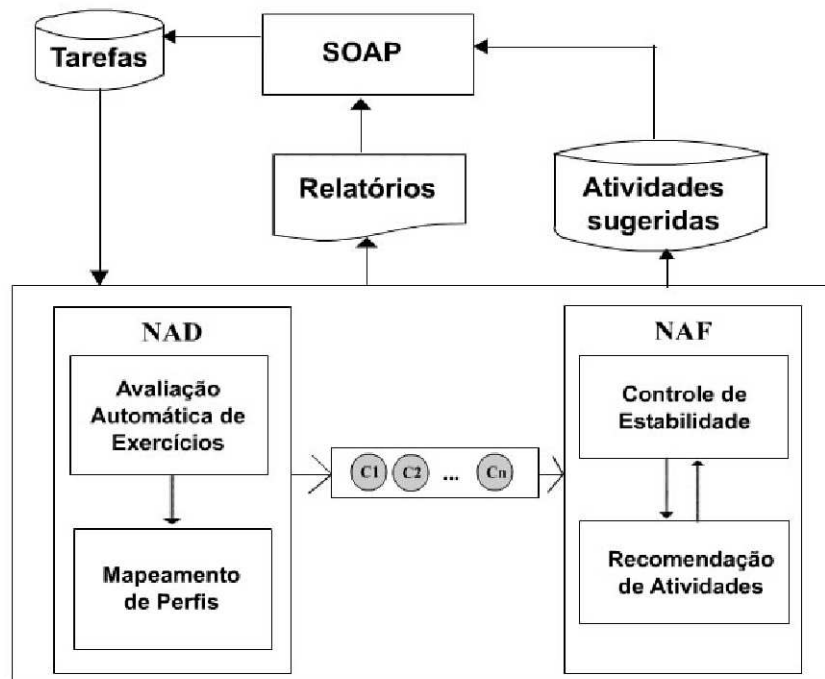 Tarefas
SOAP
Relatórios
Atividades
sugeridas
NAD
Avaliação
Automática de
Exercícios
Mapeamento
de Perfis
C1 C2 ... Cn
NAF
Controle de
Estabilidade
Recomendação
de Atividades